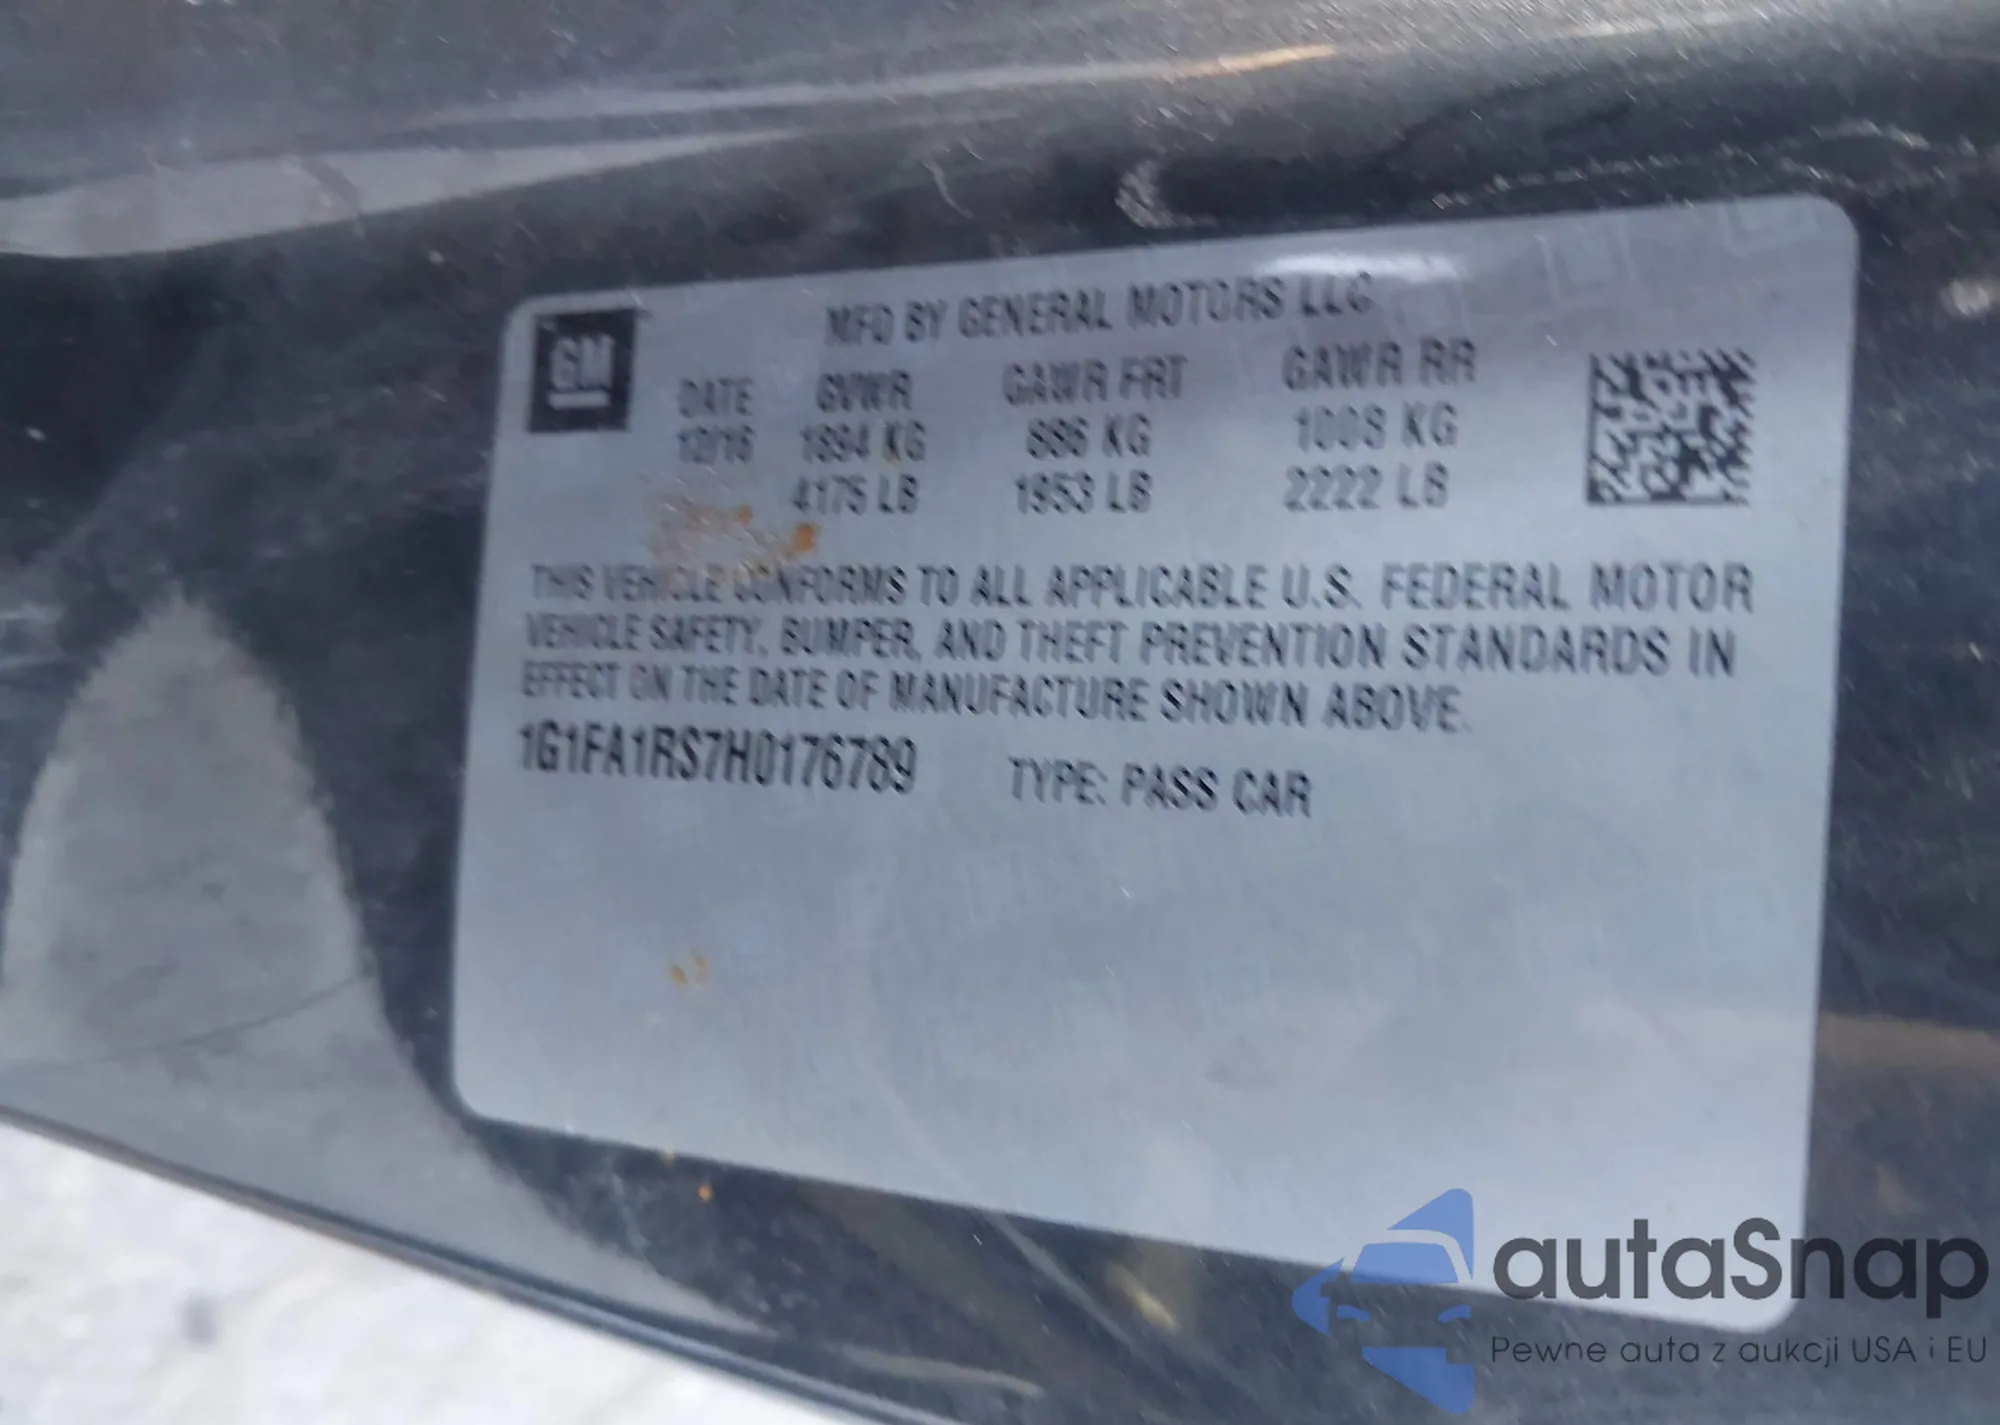 GM
MFD BY GENERAL MOTORS LLC
DATE GVWR GAWR FRT GAWR RR
12/16 1894 KG 886 KG 1008 KG
4175 LB 1953 LB 2222 LB
THIS VEHICLE CONFORMS TO ALL APPLICABLE U.S. FEDERAL MOTOR
VEHICLE SAFETY, BUMPER, AND THEFT PREVENTION STANDARDS IN
EFFECT ON THE DATE OF MANUFACTURE SHOWN ABOVE.
1G1FA1RS7H0176789 TYPE: PASS CAR
autaSnap
Pewne auta z aukcji USA i EU